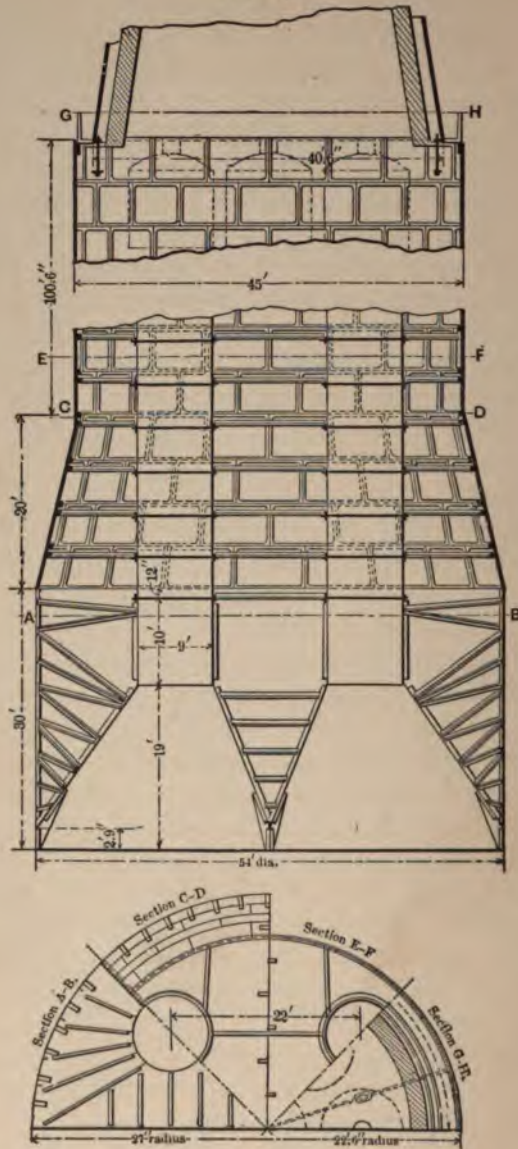 G
H
40.6"
100.6"
45'
E
F
C
D
20'
12"
A
B
10'
9'
30'
19'
2.9'
54' dia.
Section C-D
Section E-F
Section A-B.
22'
Section G-H.
27' radius
22.6" radius